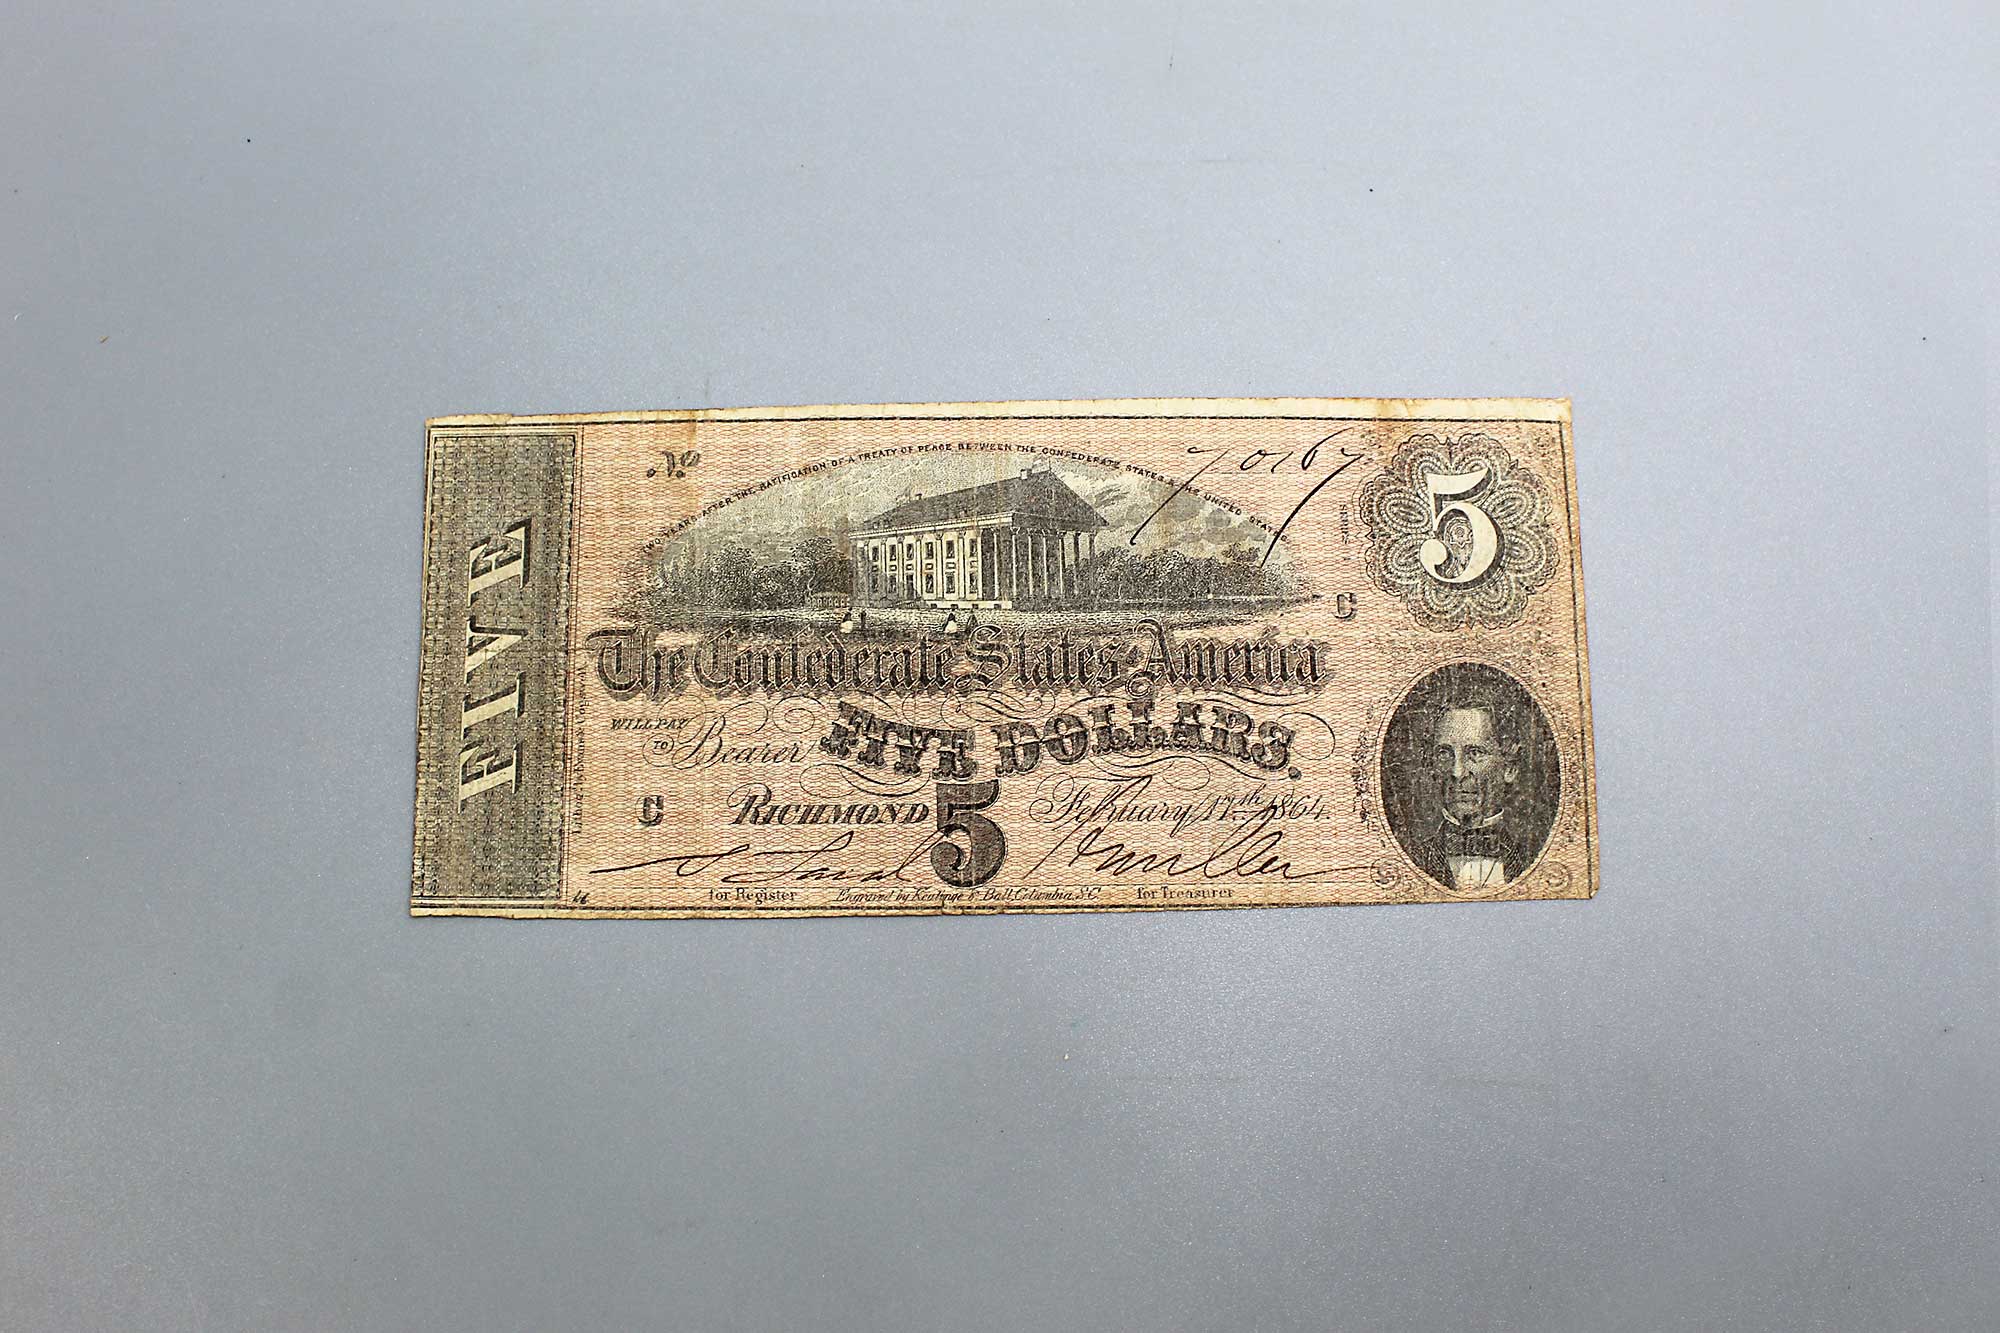 No 70167
TWO YEARS AFTER THE RATIFICATION OF A TREATY OF PEACE BETWEEN THE CONFEDERATE STATES & THE UNITED STATES
5
FIVE
C
The Confederate States of America
WILL PAY
TO Bearer FIVE DOLLARS.
C RICHMOND 5 February 17th 1864.
for Register Engraved by Keatinge & Ball, Columbia, S.C. for Treasurer